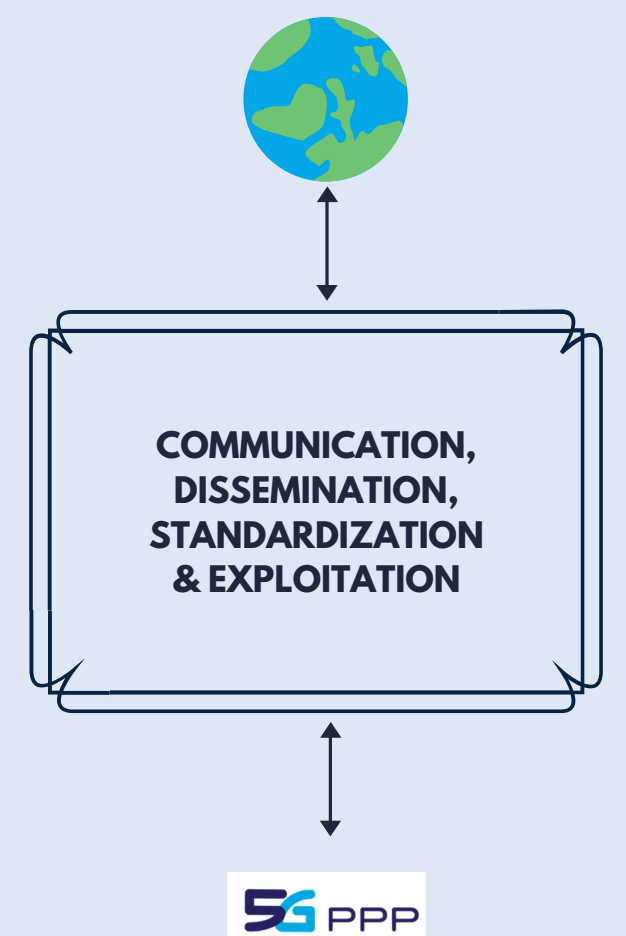 COMMUNICATION,
DISSEMINATION,
STANDARDIZATION
& EXPLOITATION
5G PPP